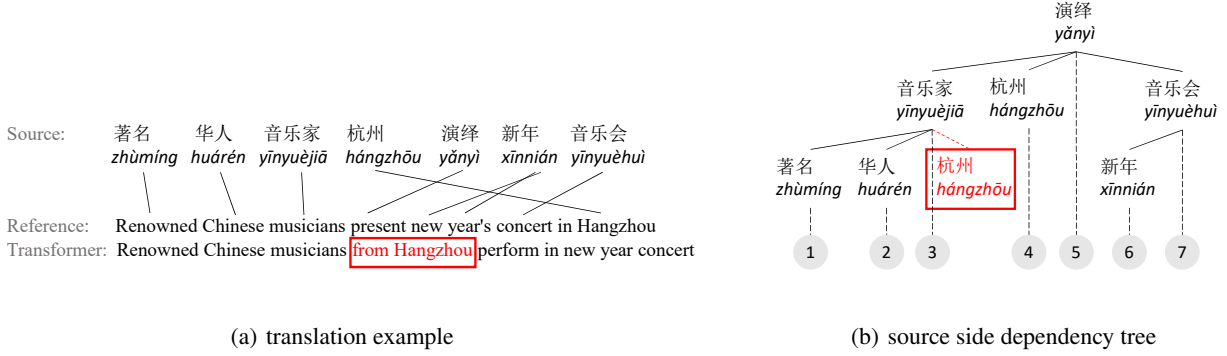 Source: 著名 华人 音乐家 杭州 演绎 新年 音乐会
zhùmíng huárén yīnyuèjiā hángzhōu yǎnyì xīnnián yīnyuèhuì
Reference: Renowned Chinese musicians present new year's concert in Hangzhou
Transformer: Renowned Chinese musicians from Hangzhou perform in new year concert
(a) translation example
演绎
yǎnyì
音乐家 杭州 音乐会
yīnyuèjiā hángzhōu yīnyuèhuì
著名 华人 杭州 新年
zhùmíng huárén hángzhōu xīnnián
1 2 3 4 5 6 7
(b) source side dependency tree